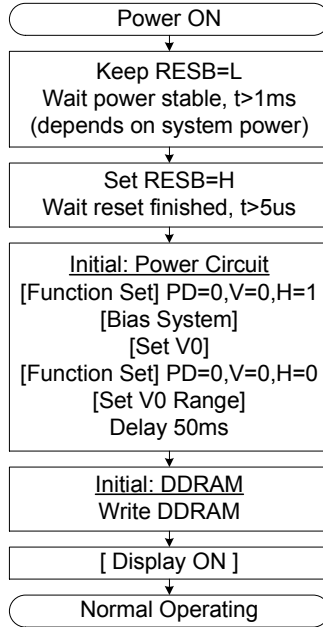 Power ON
Keep RESB=L
Wait power stable, t>1ms
(depends on system power)
Set RESB=H
Wait reset finished, t>5us
Initial: Power Circuit
[Function Set] PD=0,V=0,H=1
[Bias System]
[Set V0]
[Function Set] PD=0,V=0,H=0
[Set V0 Range]
Delay 50ms
Initial: DDRAM
Write DDRAM
[ Display ON ]
Normal Operating